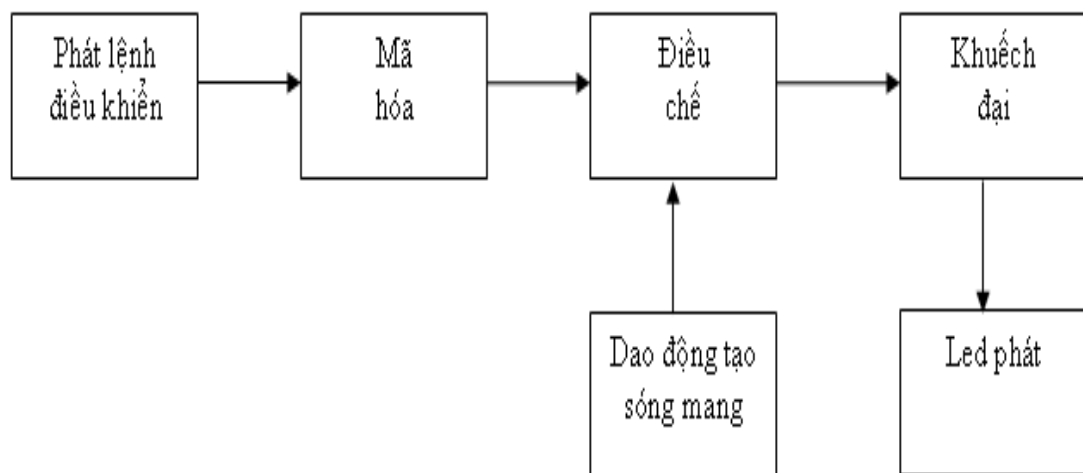 Phát lệnh
điều khiển
Mã
hóa
Điều
chế
Khuếch
đại
Dao động tạo
sóng mang
Led phát